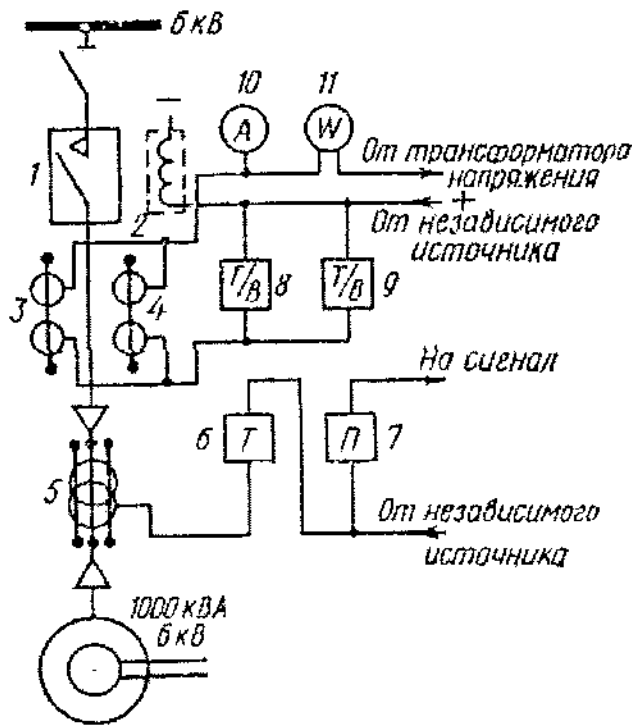 6 кВ
10
11
A
W
От трансформатора
напряжения
+
От независимого
источника
1
2
3
4
Т/В
8
Т/В
9
На сигнал
6
Т
П
7
5
От независимого
источника
1000 кВА
6 кВ